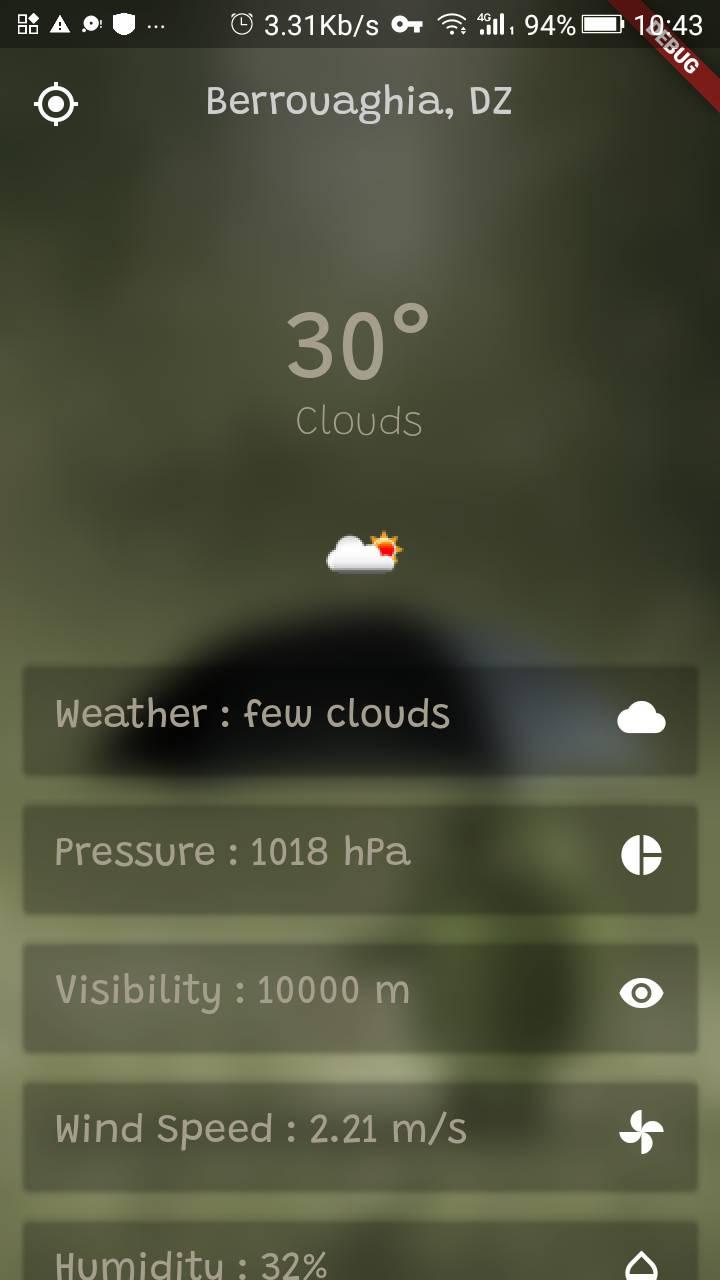 3.31Kb/s 4G 1 94% 10:43
DEBUG
Berrouaghia, DZ
30°
Clouds
Weather : few clouds
Pressure : 1018 hPa
Visibility : 10000 m
Wind Speed : 2.21 m/s
Humidity : 32%